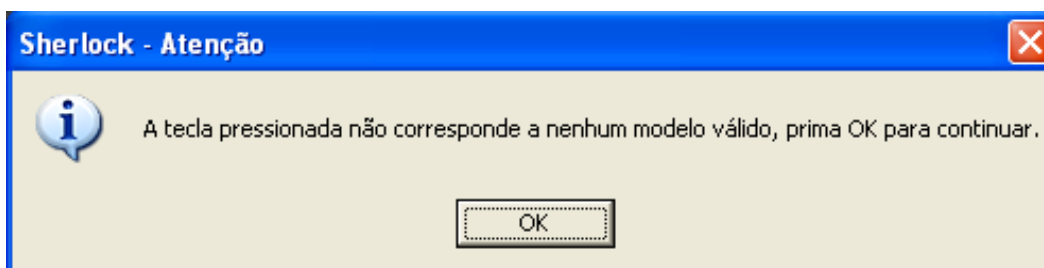 Sherlock - Atenção
A tecla pressionada não corresponde a nenhum modelo válido, prima OK para continuar.
OK